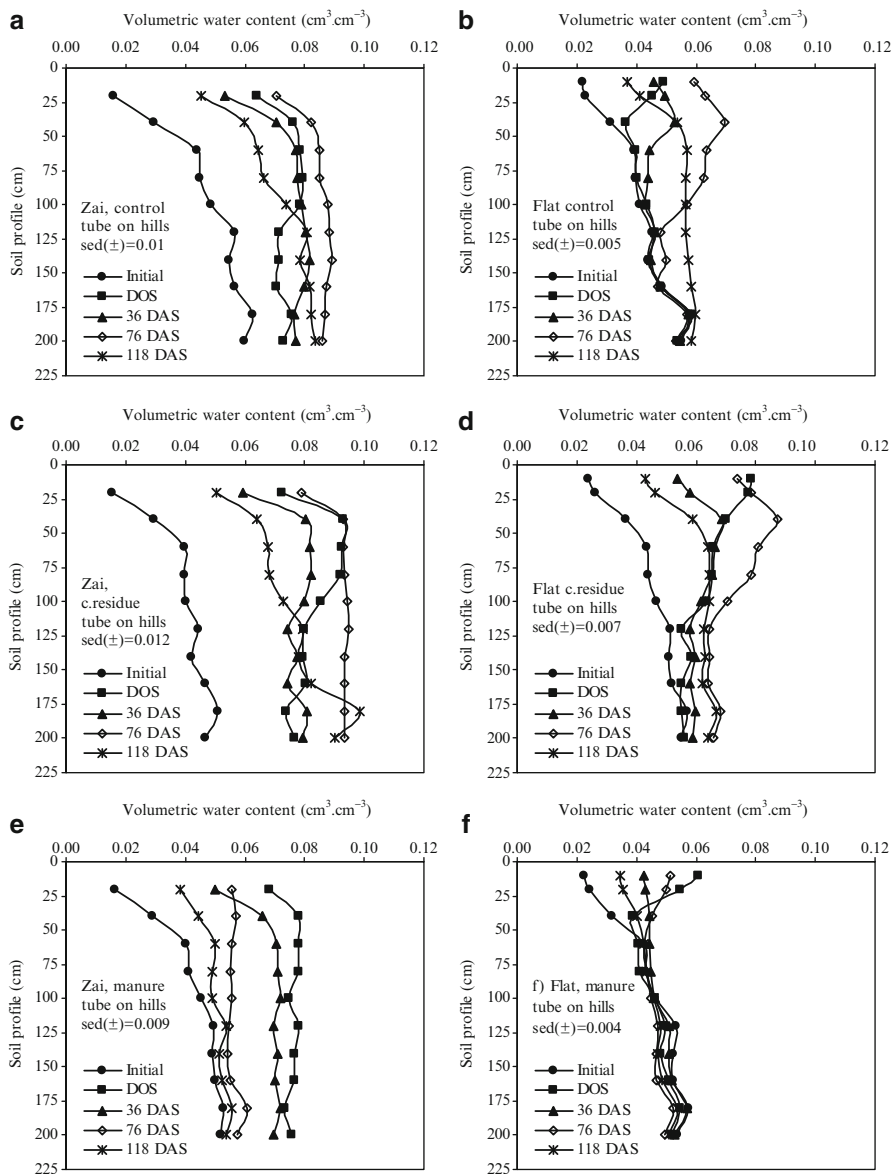 a
Volumetric water content (cm³.cm⁻³)
0.00 0.02 0.04 0.06 0.08 0.10 0.12
0
25
50
75
100
125
150
175
200
225
Soil profile (cm)
Zai, control
tube on hills
sed(±)=0.01
Initial
DOS
36 DAS
76 DAS
118 DAS
b
Volumetric water content (cm³.cm⁻³)
0.00 0.02 0.04 0.06 0.08 0.10 0.12
0
25
50
75
100
125
150
175
200
225
Soil profile (cm)
Flat control
tube on hills
sed(±)=0.005
Initial
DOS
36 DAS
76 DAS
118 DAS
c
Volumetric water content (cm³.cm⁻³)
0.00 0.02 0.04 0.06 0.08 0.10 0.12
0
25
50
75
100
125
150
175
200
225
Soil profile (cm)
Zai,
c.residue
tube on hills
sed(±)=0.012
Initial
DOS
36 DAS
76 DAS
118 DAS
d
Volumetric water content (cm³.cm⁻³)
0.00 0.02 0.04 0.06 0.08 0.10 0.12
0
25
50
75
100
125
150
175
200
225
Soil profile (cm)
Flat c.residue
tube on hills
sed(±)=0.007
Initial
DOS
36 DAS
76 DAS
118 DAS
e
Volumetric water content (cm³.cm⁻³)
0.00 0.02 0.04 0.06 0.08 0.10 0.12
0
25
50
75
100
125
150
175
200
225
Soil profile (cm)
Zai, manure
tube on hills
sed(±)=0.009
Initial
DOS
36 DAS
76 DAS
118 DAS
f
Volumetric water content (cm³.cm⁻³)
0.00 0.02 0.04 0.06 0.08 0.10 0.12
0
25
50
75
100
125
150
175
200
225
Soil profile (cm)
f) Flat, manure
tube on hills
sed(±)=0.004
Initial
DOS
36 DAS
76 DAS
118 DAS